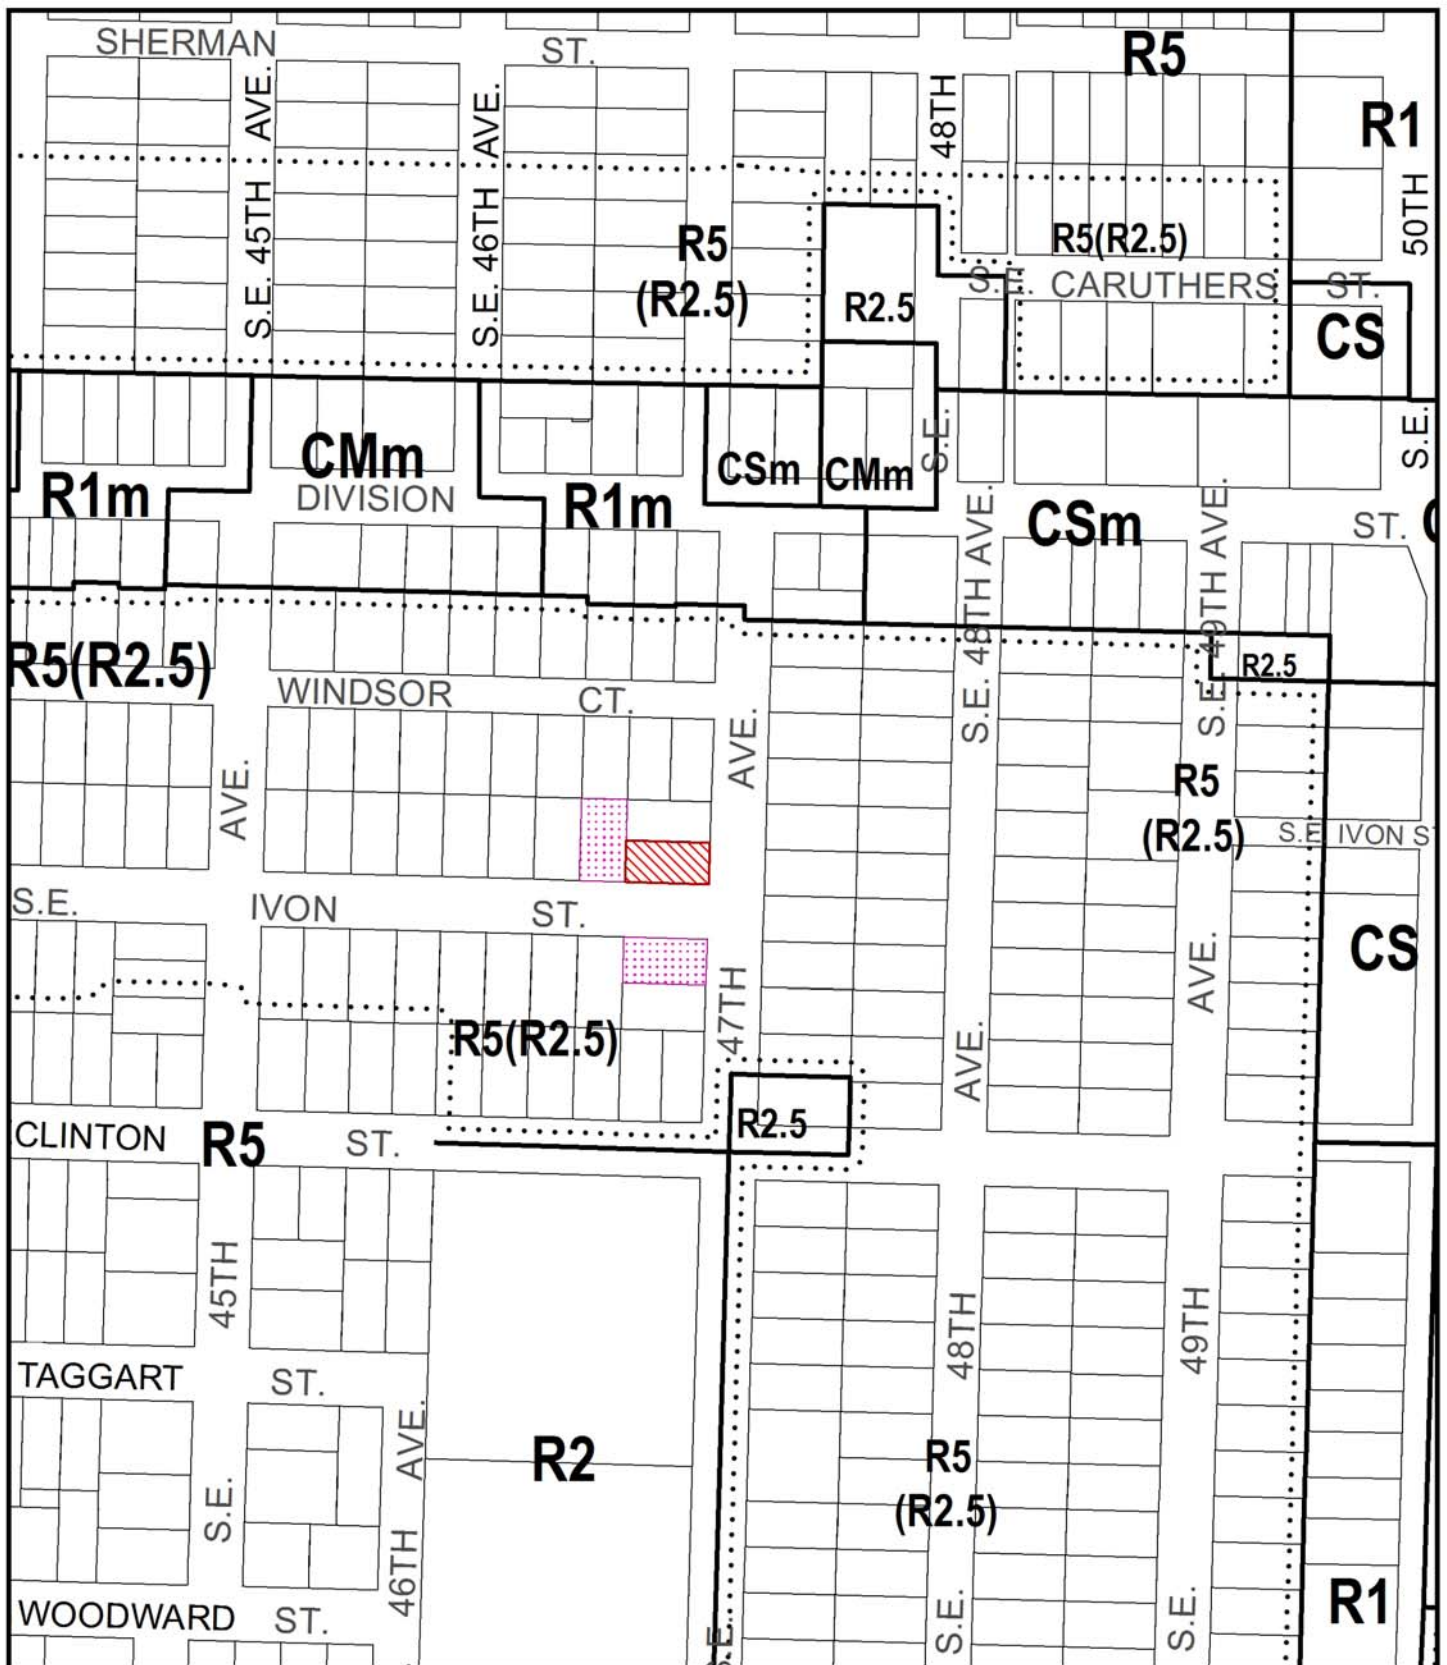 SHERMAN ST.
R5
R1
S.E. 45TH AVE.
S.E. 46TH AVE.
48TH
50TH
R5
(R2.5)
R2.5
R5(R2.5)
S.E. CARUTHERS ST.
CS
CMm
R1m
DIVISION
R1m
CSm
CMm
S.E.
S.E.
CSm
ST.
S.E. 48TH AVE.
S.E. 49TH AVE.
R5(R2.5)
R2.5
WINDSOR CT.
AVE.
AVE.
R5
(R2.5)
S.E. IVON
S.E. IVON ST.
CS
AVE.
47TH
R5(R2.5)
AVE.
R2.5
CLINTON ST.
R5
45TH
48TH
49TH
TAGGART ST.
AVE.
R2
R5
(R2.5)
S.E.
46TH
R1
WOODWARD ST.
S.E.
S.E.
S.E.